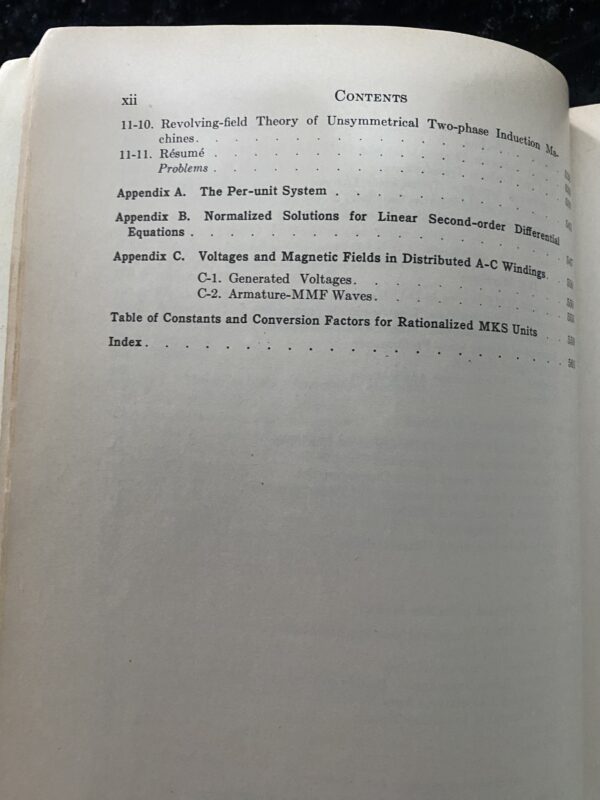 xii CONTENTS
11-10. Revolving-field Theory of Unsymmetrical Two-phase Induction Ma-
chines. . . . . . . . . . . . . . . . . .
11-11. Résumé . . . . . . . . . . . . . . . . .
Problems . . . . . . . . . . . . . . . . .
Appendix A. The Per-unit System . . . . . . . . . . .
Appendix B. Normalized Solutions for Linear Second-order Differential
Equations . . . . . . . . . . . . . . . . . 547
Appendix C. Voltages and Magnetic Fields in Distributed A-C Windings.
C-1. Generated Voltages. . . . . . . . . . .
C-2. Armature-MMF Waves. . . . . . . . . .
Table of Constants and Conversion Factors for Rationalized MKS Units . . 559
Index. . . . . . . . . . . . . . . . . . . . 561